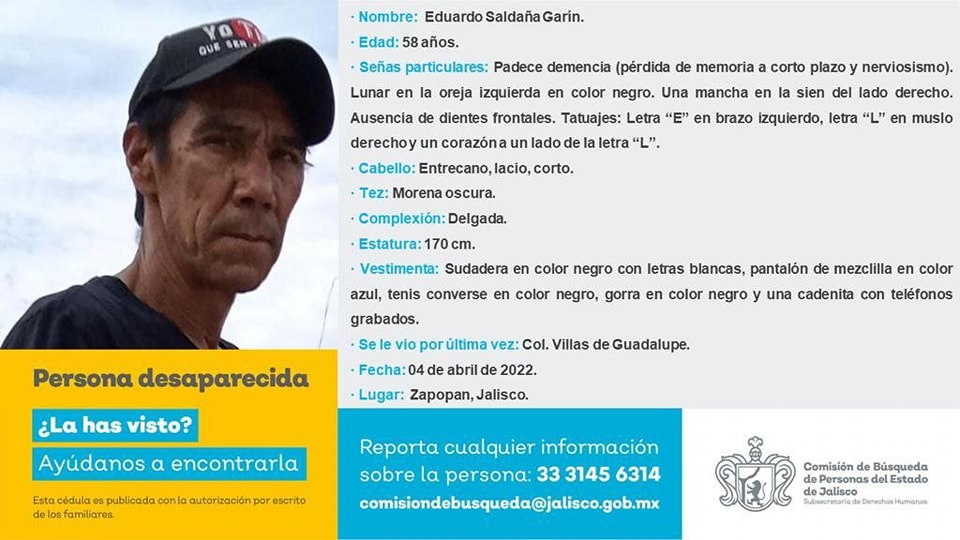 YO
QUE SER
· Nombre: Eduardo Saldaña Garín.
· Edad: 58 años.
· Señas particulares: Padece demencia (pérdida de memoria a corto plazo y nerviosismo).
Lunar en la oreja izquierda en color negro. Una mancha en la sien del lado derecho.
Ausencia de dientes frontales. Tatuajes: Letra “E” en brazo izquierdo, letra “L” en muslo
derecho y un corazón a un lado de la letra “L”.
· Cabello: Entrecano, lacio, corto.
· Tez: Morena oscura.
· Complexión: Delgada.
· Estatura: 170 cm.
· Vestimenta: Sudadera en color negro con letras blancas, pantalón de mezclilla en color
azul, tenis converse en color negro, gorra en color negro y una cadenita con teléfonos
grabados.
· Se le vio por última vez: Col. Villas de Guadalupe.
· Fecha: 04 de abril de 2022.
· Lugar: Zapopan, Jalisco.
Persona desaparecida
¿La has visto?
Ayúdanos a encontrarla
Esta cédula es publicada con la autorización por escrito
de los familiares.
Reporta cualquier información
sobre la persona: 33 3145 6314
comisiondebusqueda@jalisco.gob.mx
Comisión de Búsqueda
de Personas del Estado
de Jalisco
Subsecretaría de Derechos Humanos